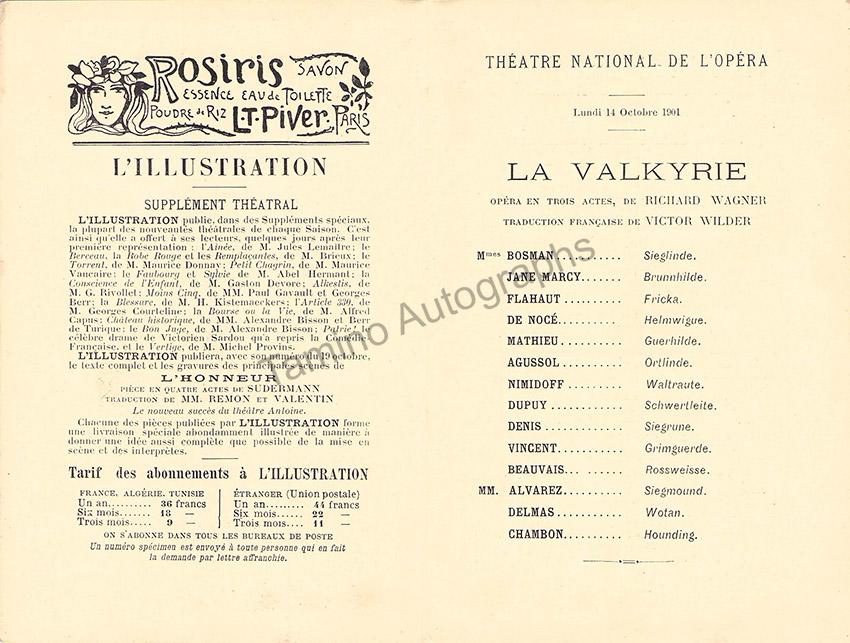 Rosiris SAVON
ESSENCE EAU de TOILETTE
POUDRE de RIZ L.T. PIVER. PARIS
L'ILLUSTRATION
SUPPLÉMENT THÉATRAL
L'ILLUSTRATION publie, dans des Suppléments spéciaux,
la plupart des nouveautés théâtrales de chaque Saison. C'est
ainsi qu'elle a offert à ses lecteurs, quelques jours après leur
première représentation : l'Aînée, de M. Jules Lemaître; le
Berceau, la Robe Rouge et les Remplaçantes, de M. Brieux; le
Torrent, de M. Maurice Donnay; Petit Chagrin, de M. Maurice
Vaucaire; le Faubourg et Sylvie de M. Abel Hermant; la
Conscience de l'Enfant, de M. Gaston Devore; Alkestis, de
M. G. Rivollet; Moins Cinq, de MM. Paul Gavault et Georges
Berr; la Blessure, de M. H. Kistemaeckers; l'Article 330, de
M. Georges Courteline; la Bourse ou la Vie, de M. Alfred
Capus; Château historique, de MM. Alexandre Bisson et Berr
de Turique; le Bon Juge, de M. Alexandre Bisson; Patrie! le
célèbre drame de Victorien Sardou qu'a repris la Comédie
Française, et le Vertige, de M. Michel Provins.
L'ILLUSTRATION publiera, avec son numéro du 19 octobre,
le texte complet et les gravures des principales scènes de
L'HONNEUR
PIÈCE EN QUATRE ACTES DE SUDERMANN
TRADUCTION DE MM. REMON ET VALENTIN
Le nouveau succès du théâtre Antoine.
Chacune des pièces publiées par L'ILLUSTRATION forme
une livraison spéciale abondamment illustrée de manière à
donner une idée aussi complète que possible de la mise en
scène et des interprètes.
Tarif des abonnements à L'ILLUSTRATION
FRANCE, ALGÉRIE, TUNISIE
Un an......... 36 francs
Six mois...... 18 —
Trois mois.... 9 —
ÉTRANGER (Union postale)
Un an......... 44 francs
Six mois...... 22 —
Trois mois.... 11 —
ON S'ABONNE DANS TOUS LES BUREAUX DE POSTE
Un numéro spécimen est envoyé à toute personne qui en fait
la demande par lettre affranchie.
THÉATRE NATIONAL DE L'OPÉRA
Lundi 14 Octobre 1901
LA VALKYRIE
OPÉRA EN TROIS ACTES, DE RICHARD WAGNER
TRADUCTION FRANÇAISE DE VICTOR WILDER
Mmes BOSMAN........... Sieglinde.
JANE MARCY....... Brunnhilde.
FLAHAUT .......... Fricka.
DE NOCÉ.......... Helmwigue.
MATHIEU .......... Guerhilde.
AGUSSOL .......... Ortlinde.
NIMIDOFF ......... Waltraute.
DUPUY ............ Schwertleite.
DENIS ............ Siegrune.
VINCENT........... Grimguerde.
BEAUVAIS... ...... Rossweisse.
MM. ALVAREZ.......... Siegmound.
DELMAS........... Wotan.
CHAMBON.......... Hounding.
Tamino Autographs